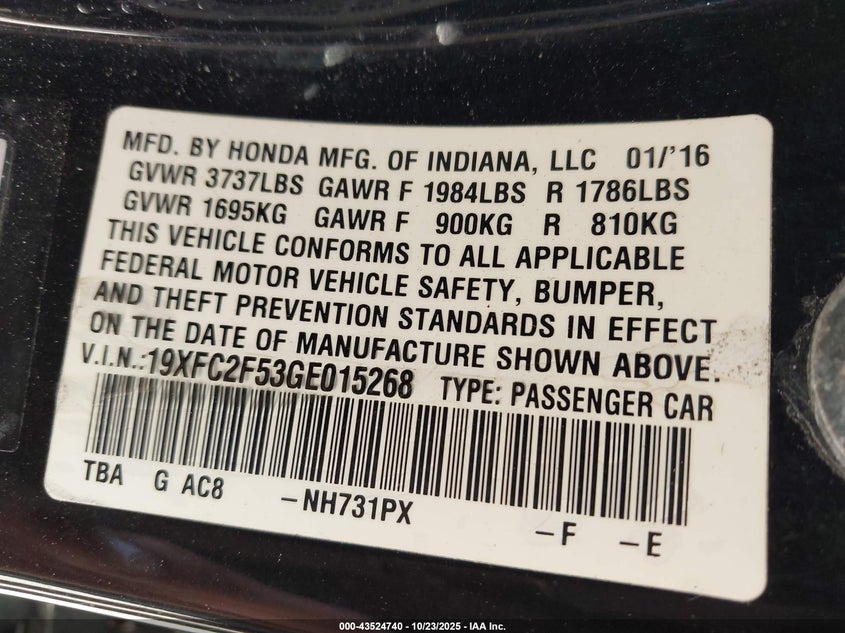 MFD. BY HONDA MFG. OF INDIANA, LLC 01/'16
GVWR 3737LBS GAWR F 1984LBS R 1786LBS
GVWR 1695KG GAWR F 900KG R 810KG
THIS VEHICLE CONFORMS TO ALL APPLICABLE
FEDERAL MOTOR VEHICLE SAFETY, BUMPER,
AND THEFT PREVENTION STANDARDS IN EFFECT
ON THE DATE OF MANUFACTURE SHOWN ABOVE.
V.I.N.:19XFC2F53GE015268 TYPE: PASSENGER CAR
TBA G AC8 -NH731PX -F -E
000-43524740 - 10/23/2025 - IAA Inc.